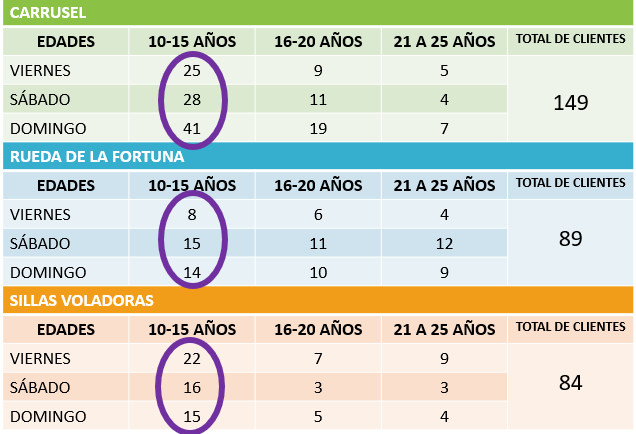 CARRUSEL
EDADES 10-15 AÑOS 16-20 AÑOS 21 A 25 AÑOS TOTAL DE CLIENTES
VIERNES 25 9 5
SÁBADO 28 11 4 149
DOMINGO 41 19 7
RUEDA DE LA FORTUNA
EDADES 10-15 AÑOS 16-20 AÑOS 21 A 25 AÑOS TOTAL DE CLIENTES
VIERNES 8 6 4
SÁBADO 15 11 12 89
DOMINGO 14 10 9
SILLAS VOLADORAS
EDADES 10-15 AÑOS 16-20 AÑOS 21 A 25 AÑOS TOTAL DE CLIENTES
VIERNES 22 7 9
SÁBADO 16 3 3 84
DOMINGO 15 5 4